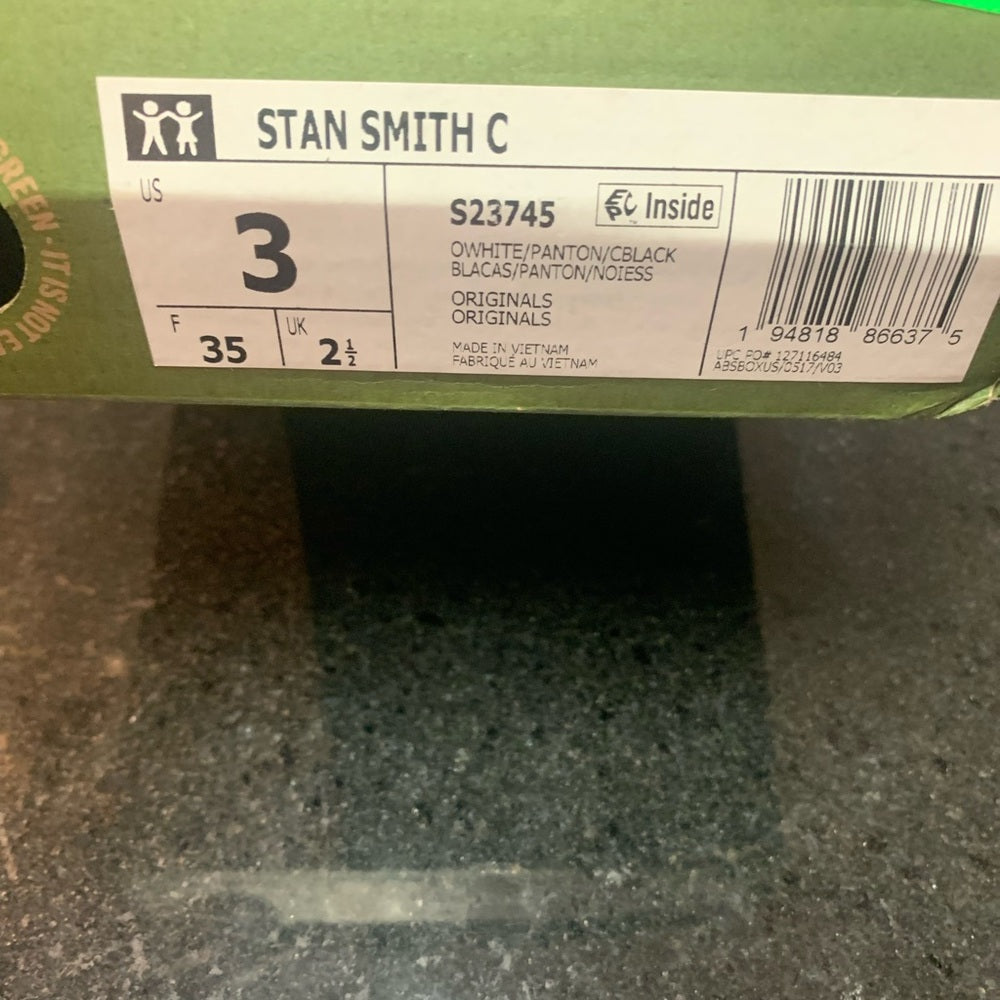 STAN SMITH C
US
3
F
35
UK
2½
S23745
EPC Inside
OWHITE/PANTON/CBLACK
BLACAS/PANTON/NOIESS
ORIGINALS
ORIGINALS
MADE IN VIETNAM
FABRIQUÉ AU VIETNAM
1 94818 86637 5
UPC PO# 127116484
ABSBOXUS/0517/V03
GREEN - IT IS NOT